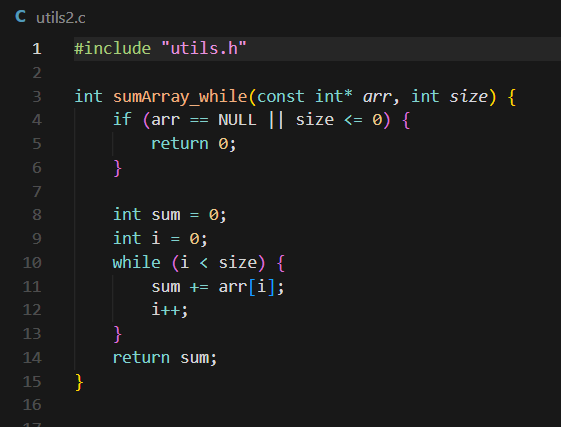 C utils2.c
1 #include "utils.h"
2
3 int sumArray_while(const int* arr, int size) {
4     if (arr == NULL || size <= 0) {
5         return 0;
6     }
7
8     int sum = 0;
9     int i = 0;
10     while (i < size) {
11         sum += arr[i];
12         i++;
13     }
14     return sum;
15 }
16
17